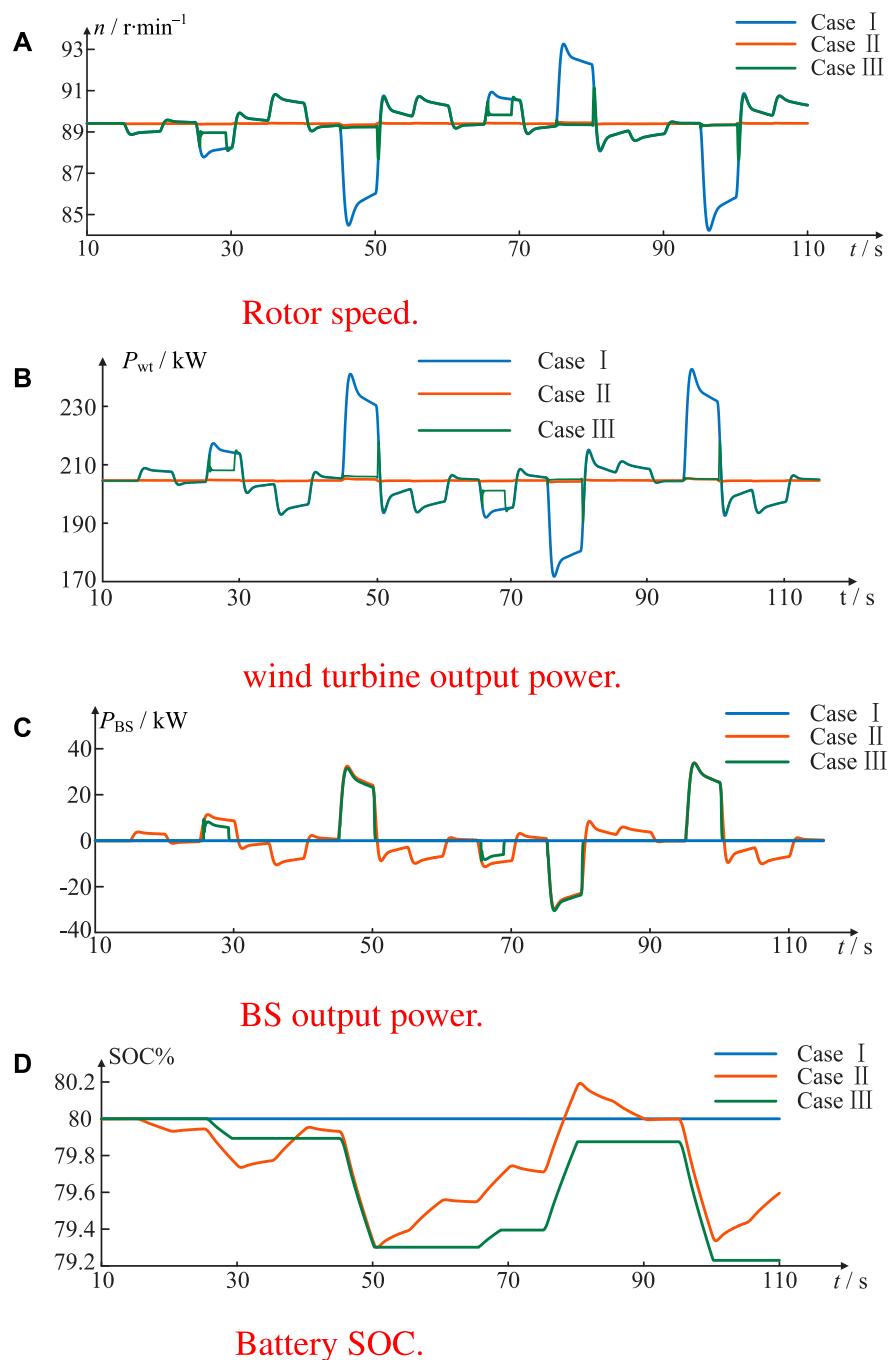 A
n / r·min⁻¹
Case Ⅰ
Case Ⅱ
Case Ⅲ
93
91
89
87
85
10 30 50 70 90 110
t / s
Rotor speed.
B
P_wt / kW
Case Ⅰ
Case Ⅱ
Case Ⅲ
230
210
190
170
10 30 50 70 90 110
t / s
wind turbine output power.
C
P_BS / kW
Case Ⅰ
Case Ⅱ
Case Ⅲ
40
20
0
-20
-40
10 30 50 70 90 110
t / s
BS output power.
D
SOC%
Case Ⅰ
Case Ⅱ
Case Ⅲ
80.2
80
79.8
79.6
79.4
79.2
10 30 50 70 90 110
t / s
Battery SOC.